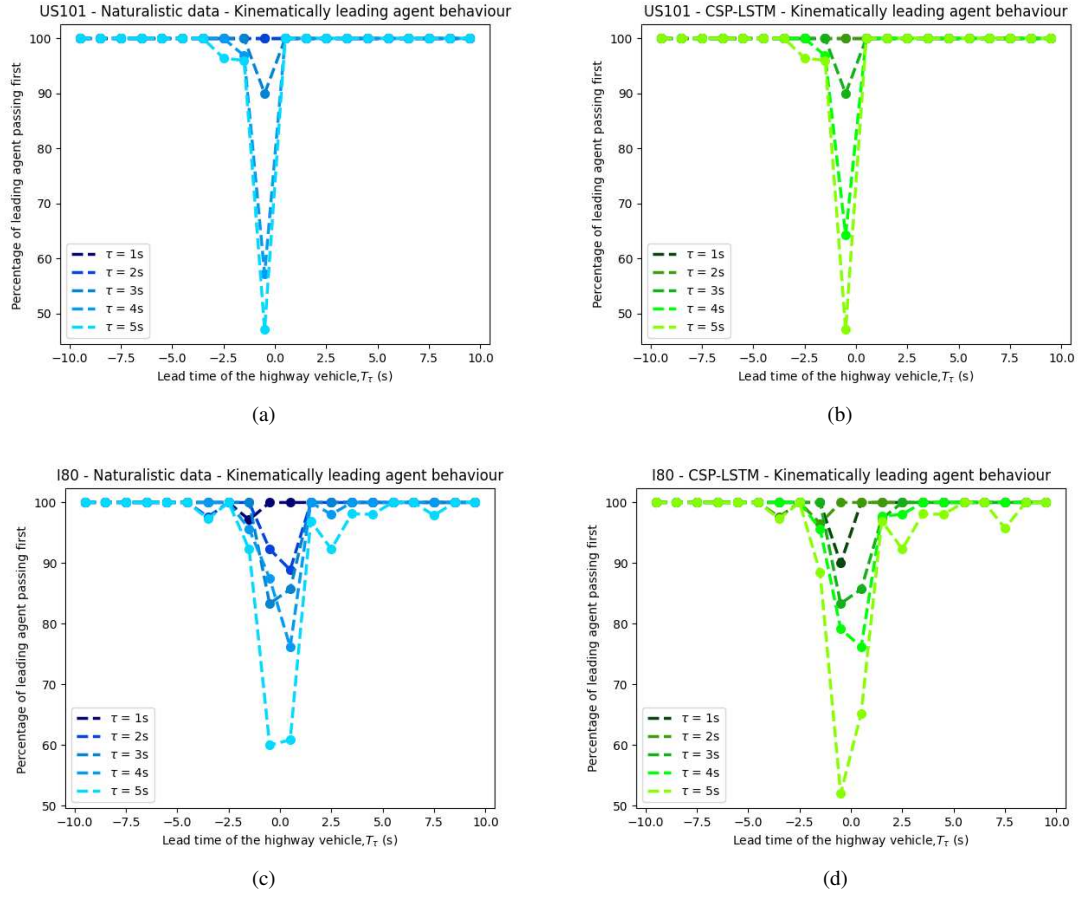 US101 - Naturalistic data - Kinematically leading agent behaviour
Percentage of leading agent passing first
100
90
80
70
60
50
τ = 1s
τ = 2s
τ = 3s
τ = 4s
τ = 5s
−10.0 −7.5 −5.0 −2.5 0.0 2.5 5.0 7.5 10.0
Lead time of the highway vehicle,Tτ (s)
(a)
US101 - CSP-LSTM - Kinematically leading agent behaviour
Percentage of leading agent passing first
100
90
80
70
60
50
τ = 1s
τ = 2s
τ = 3s
τ = 4s
τ = 5s
−10.0 −7.5 −5.0 −2.5 0.0 2.5 5.0 7.5 10.0
Lead time of the highway vehicle,Tτ (s)
(b)
I80 - Naturalistic data - Kinematically leading agent behaviour
Percentage of leading agent passing first
100
90
80
70
60
50
τ = 1s
τ = 2s
τ = 3s
τ = 4s
τ = 5s
−10.0 −7.5 −5.0 −2.5 0.0 2.5 5.0 7.5 10.0
Lead time of the highway vehicle,Tτ (s)
(c)
I80 - CSP-LSTM - Kinematically leading agent behaviour
Percentage of leading agent passing first
100
90
80
70
60
50
τ = 1s
τ = 2s
τ = 3s
τ = 4s
τ = 5s
−10.0 −7.5 −5.0 −2.5 0.0 2.5 5.0 7.5 10.0
Lead time of the highway vehicle,Tτ (s)
(d)